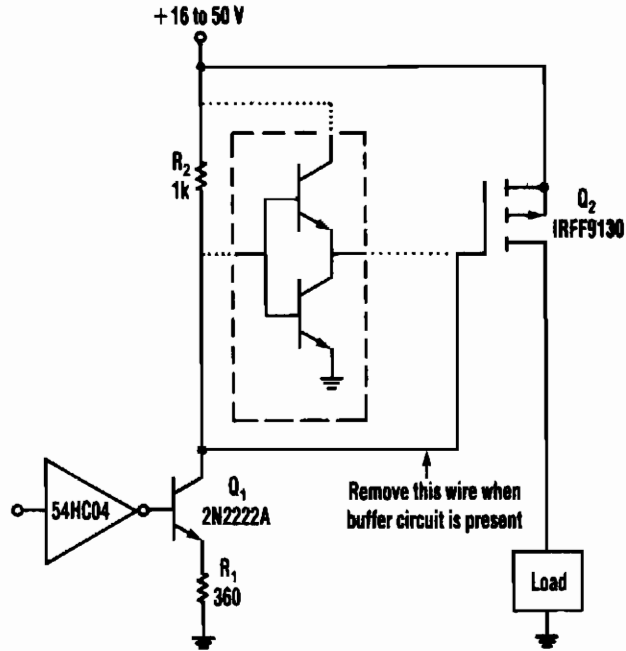 +16 to 50 V
R2
1k
Q2
IRFF9130
54HC04
Q1
2N2222A
R1
360
Remove this wire when
buffer circuit is present
Load